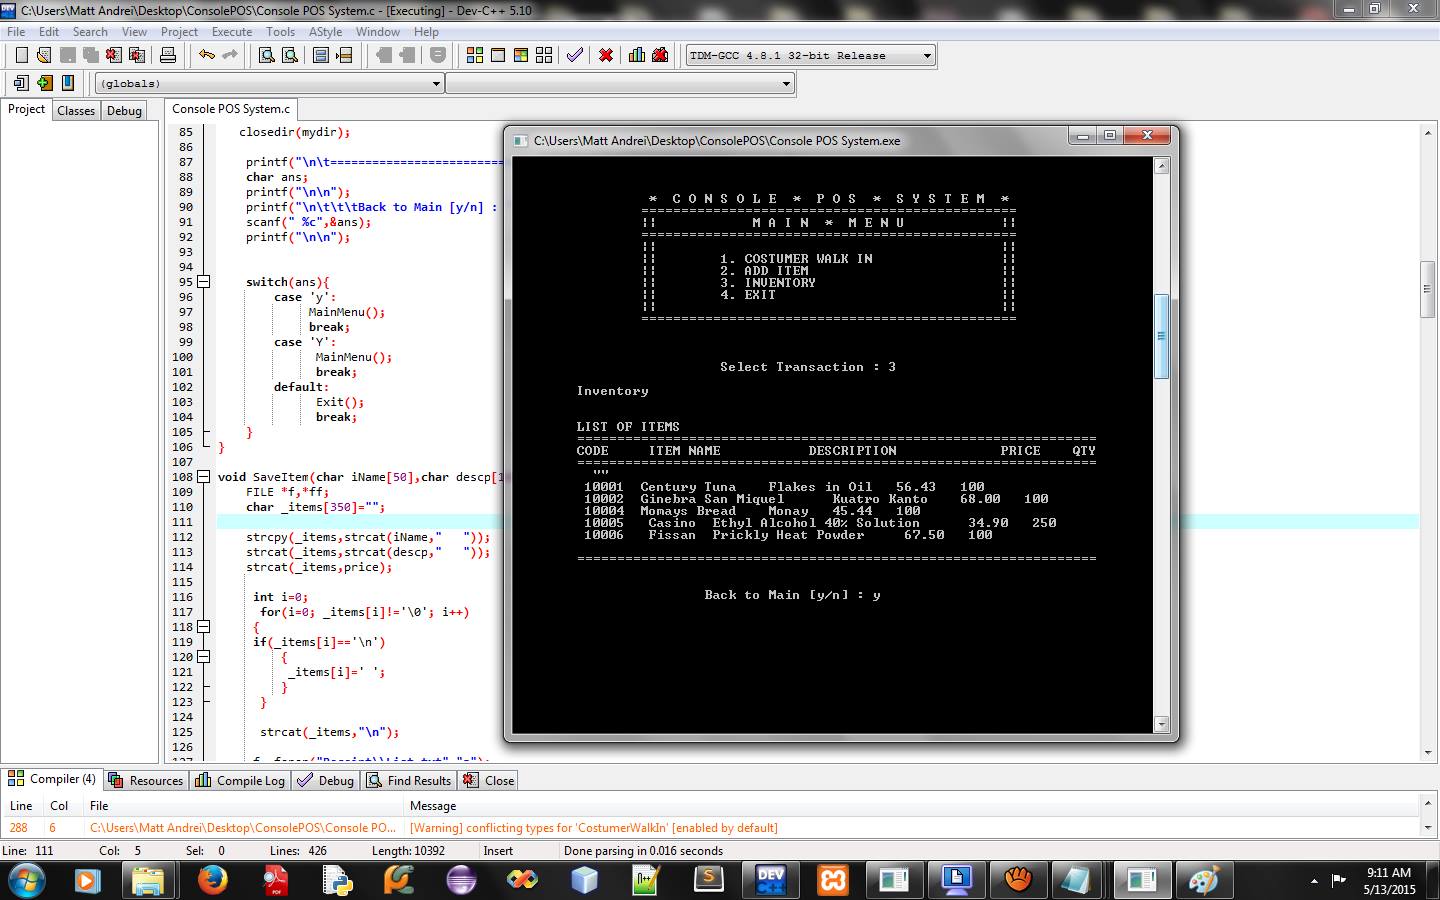 C:\Users\Matt Andrei\Desktop\ConsolePOS\Console POS System.c - [Executing] - Dev-C++ 5.10
File Edit Search View Project Execute Tools AStyle Window Help
TDM-GCC 4.8.1 32-bit Release
(globals)
Project Classes Debug
Console POS System.c
85 closedir(mydir);
86
87 printf("\n\t=========================
88 char ans;
89 printf("\n\n");
90 printf("\n\t\t\tBack to Main [y/n] :
91 scanf(" %c",&ans);
92 printf("\n\n");
93
94
95 switch(ans){
96 case 'y':
97 MainMenu();
98 break;
99 case 'Y':
100 MainMenu();
101 break;
102 default:
103 Exit();
104 break;
105 }
106 }
107
108 void SaveItem(char iName[50],char descp[1
109 FILE *f,*ff;
110 char _items[350]="";
111
112 strcpy(_items,strcat(iName,"   "));
113 strcat(_items,strcat(descp,"   "));
114 strcat(_items,price);
115
116 int i=0;
117 for(i=0; _items[i]!='\0'; i++)
118 {
119 if(_items[i]=='\n')
120 {
121 _items[i]=' ';
122 }
123 }
124
125 strcat(_items,"\n");
126
C:\Users\Matt Andrei\Desktop\ConsolePOS\Console POS System.exe
* C O N S O L E * P O S * S Y S T E M *
===============================================
|| M A I N * M E N U ||
===============================================
|| ||
|| 1. COSTUMER WALK IN ||
|| 2. ADD ITEM ||
|| 3. INVENTORY ||
|| 4. EXIT ||
|| ||
===============================================
Select Transaction : 3
Inventory
LIST OF ITEMS
=================================================================
CODE ITEM NAME DESCRIPTION PRICE QTY
=================================================================
""
10001 Century Tuna Flakes in Oil 56.43 100
10002 Ginebra San Miquel Kuatro Kanto 68.00 100
10004 Monays Bread Monay 45.44 100
10005 Casino Ethyl Alcohol 40% Solution 34.90 250
10006 Fissan Prickly Heat Powder 67.50 100
=================================================================
Back to Main [y/n] : y
Compiler (4) Resources Compile Log Debug Find Results Close
Line Col File Message
288 6 C:\Users\Matt Andrei\Desktop\ConsolePOS\Console PO... [Warning] conflicting types for 'CostumerWalkIn' [enabled by default]
Line: 111 Col: 5 Sel: 0 Lines: 426 Length: 10392 Insert Done parsing in 0.016 seconds
9:11 AM
5/13/2015